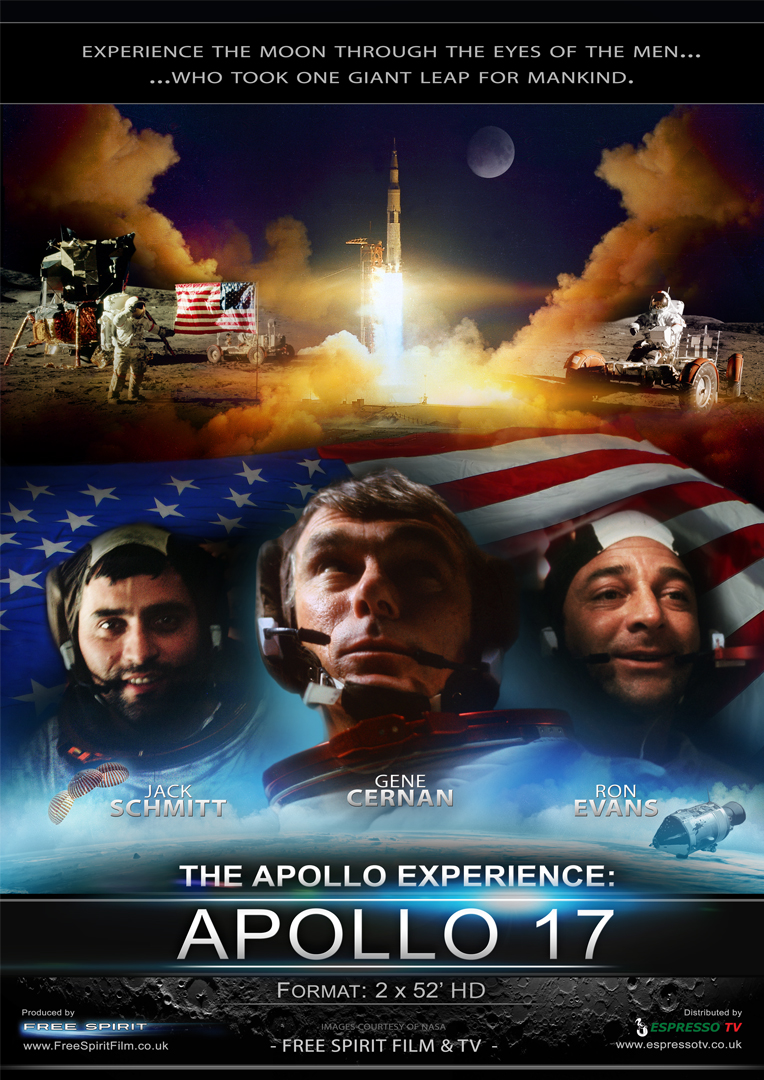 EXPERIENCE THE MOON THROUGH THE EYES OF THE MEN...
...WHO TOOK ONE GIANT LEAP FOR MANKIND.
JACK
SCHMITT
GENE
CERNAN
RON
EVANS
THE APOLLO EXPERIENCE:
APOLLO 17
FORMAT: 2 x 52' HD
Produced by
FREE SPIRIT
www.FreeSpiritFilm.co.uk
IMAGES COURTESY OF NASA
- FREE SPIRIT FILM & TV -
Distributed by
ESPRESSO TV
www.espressotv.co.uk